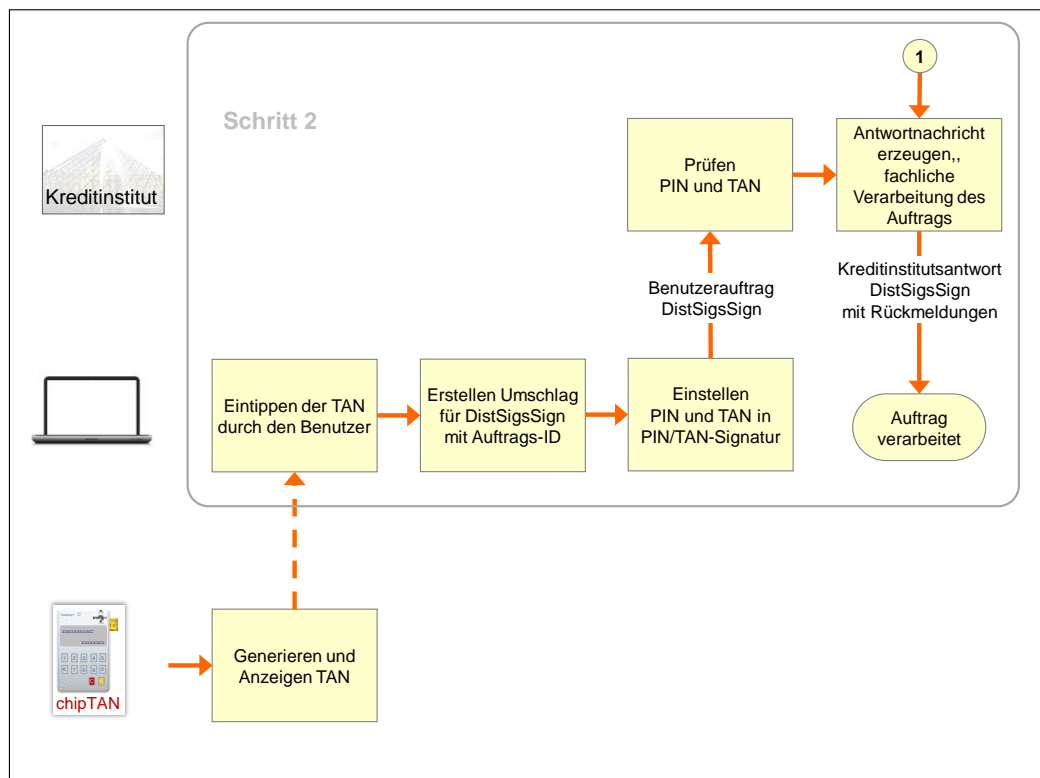 1
Schritt 2
Kreditinstitut
Prüfen
PIN und TAN
Antwortnachricht
erzeugen,,
fachliche
Verarbeitung des
Auftrags
Benutzerauftrag
DistSigsSign
Kreditinstitutsantwort
DistSigsSign
mit Rückmeldungen
Eintippen der TAN
durch den Benutzer
Erstellen Umschlag
für DistSigsSign
mit Auftrags-ID
Einstellen
PIN und TAN in
PIN/TAN-Signatur
Auftrag
verarbeitet
Generieren und
Anzeigen TAN
chipTAN